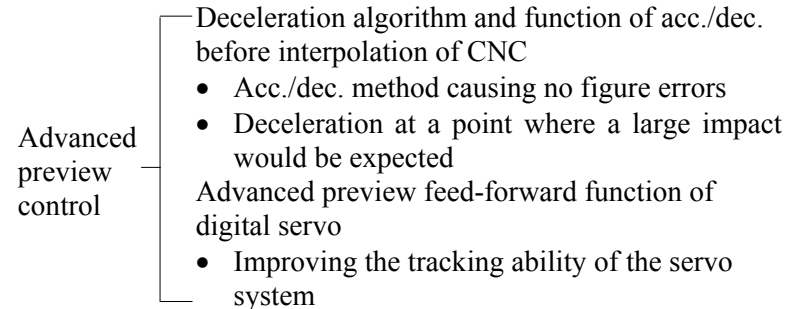 Deceleration algorithm and function of acc./dec.
before interpolation of CNC
• Acc./dec. method causing no figure errors
• Deceleration at a point where a large impact
would be expected
Advanced
preview
control
Advanced preview feed-forward function of
digital servo
• Improving the tracking ability of the servo
system